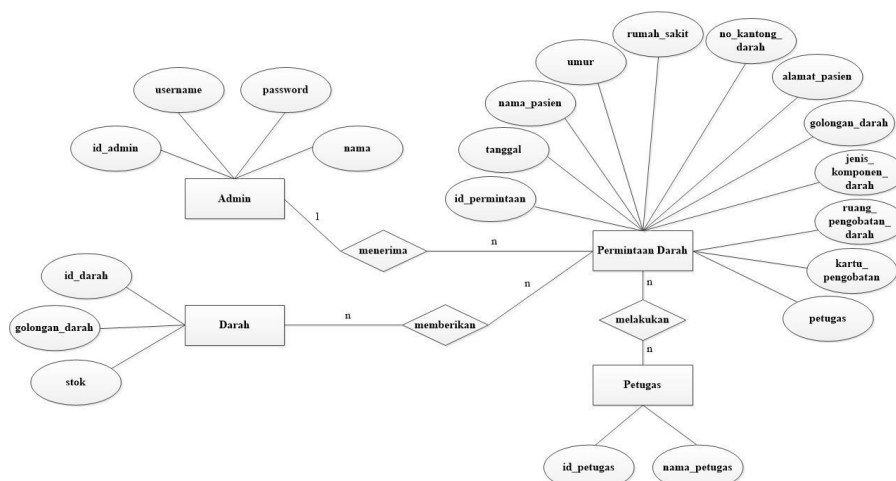 rumah_sakit
no_kantong_
darah
umur
alamat_pasien
username
password
nama_pasien
golongan_darah
id_admin
nama
tanggal
jenis_
komponen_
darah
Admin
id_permintaan
ruang_
pengobatan_
darah
1
menerima
n
Permintaan Darah
kartu_
pengobatan
id_darah
n
n
golongan_darah
Darah
n
memberikan
melakukan
petugas
n
stok
Petugas
id_petugas
nama_petugas